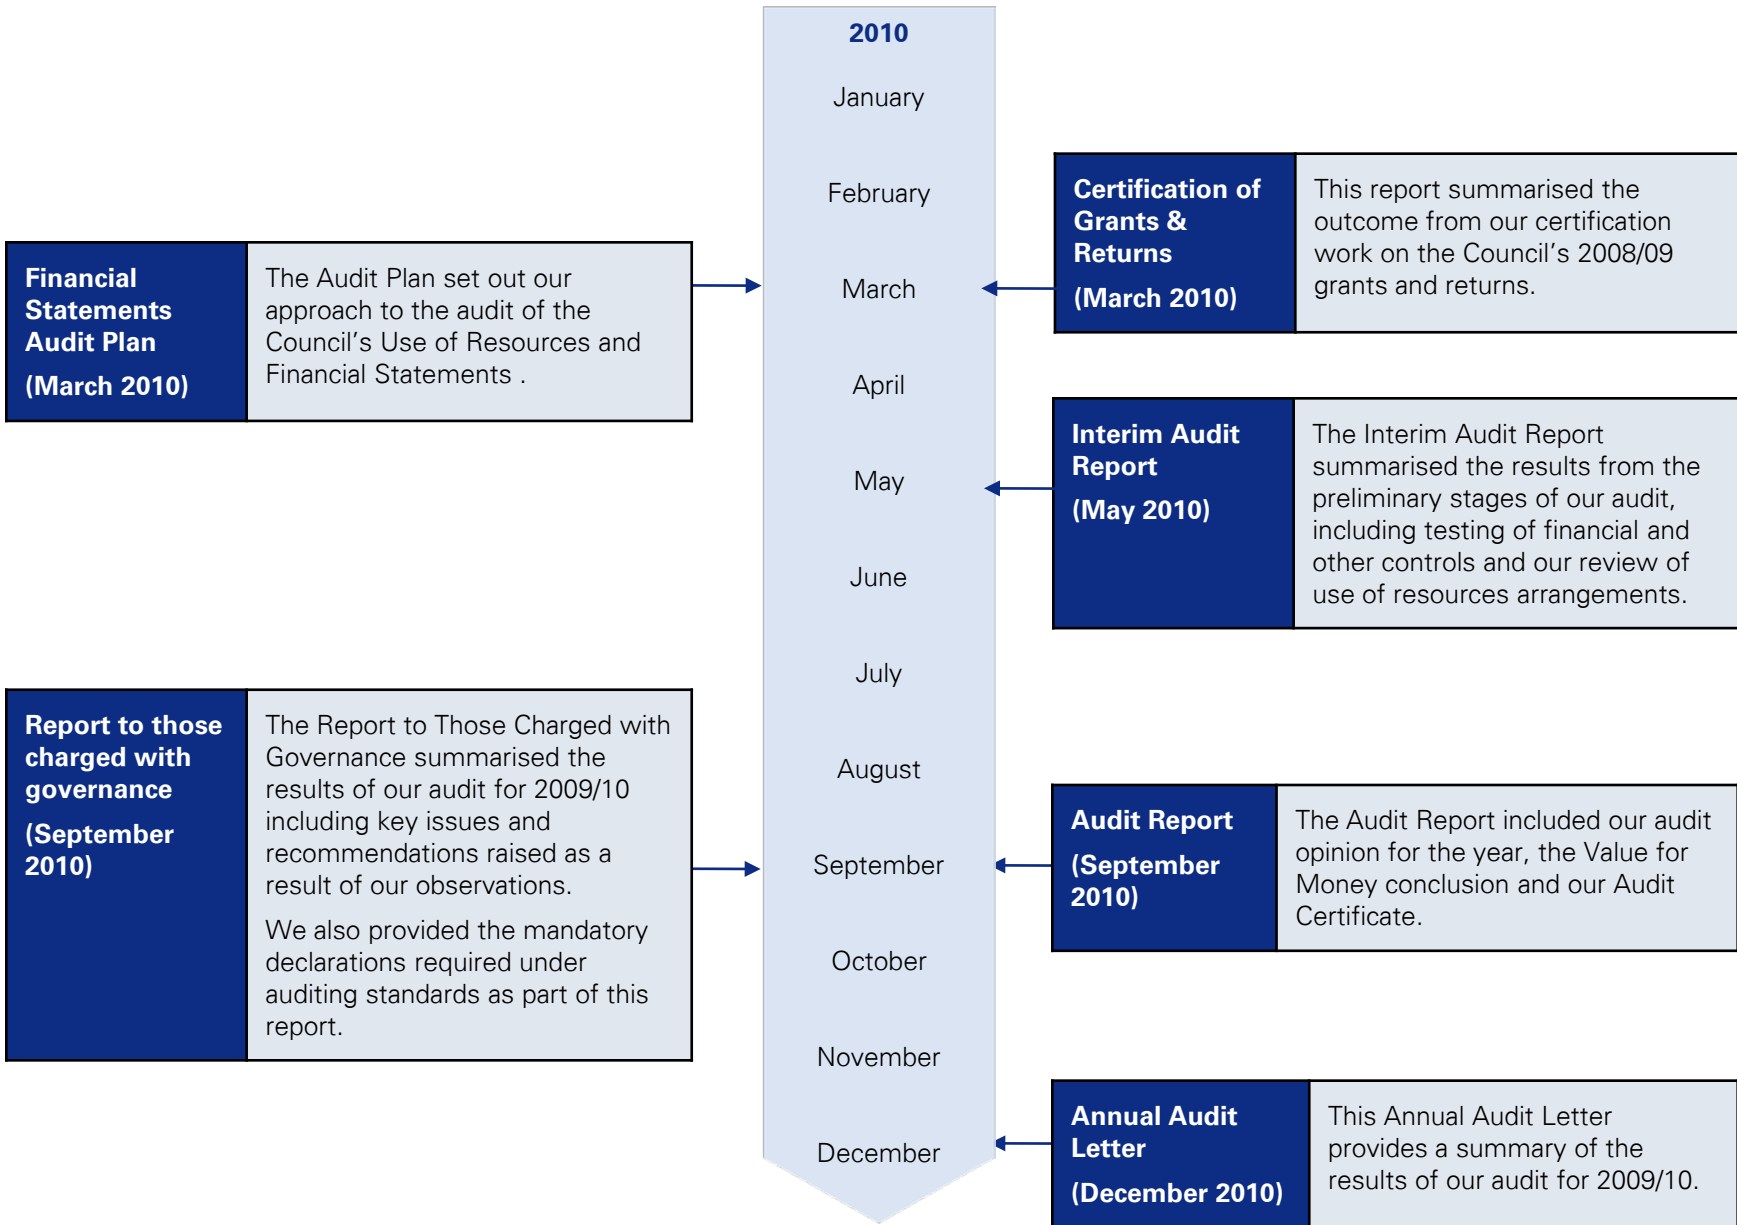 2010
January
February
March
April
May
June
July
August
September
October
November
December
Financial
Statements
Audit Plan
(March 2010)
The Audit Plan set out our
approach to the audit of the
Council’s Use of Resources and
Financial Statements .
Report to those
charged with
governance
(September
2010)
The Report to Those Charged with
Governance summarised the
results of our audit for 2009/10
including key issues and
recommendations raised as a
result of our observations.
We also provided the mandatory
declarations required under
auditing standards as part of this
report.
Certification of
Grants &
Returns
(March 2010)
This report summarised the
outcome from our certification
work on the Council’s 2008/09
grants and returns.
Interim Audit
Report
(May 2010)
The Interim Audit Report
summarised the results from the
preliminary stages of our audit,
including testing of financial and
other controls and our review of
use of resources arrangements.
Audit Report
(September
2010)
The Audit Report included our audit
opinion for the year, the Value for
Money conclusion and our Audit
Certificate.
Annual Audit
Letter
(December 2010)
This Annual Audit Letter
provides a summary of the
results of our audit for 2009/10.